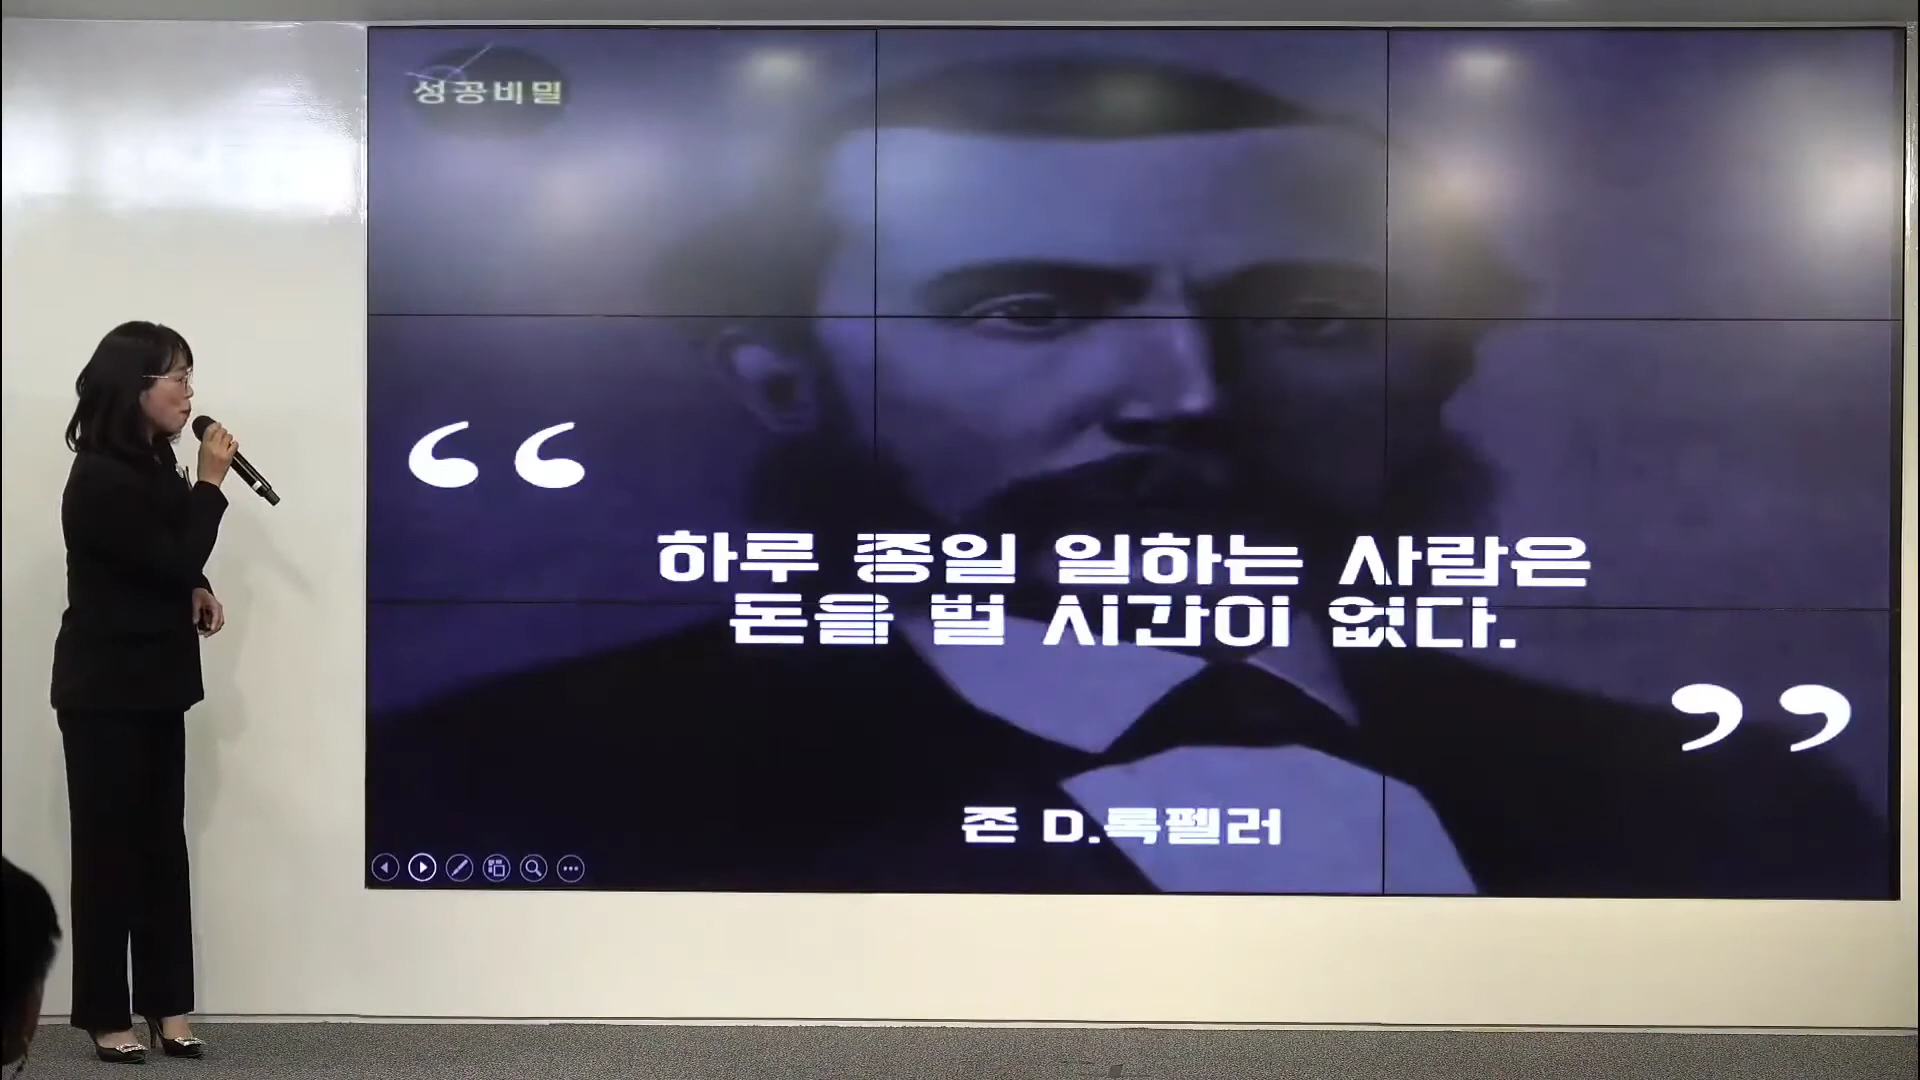 성공비밀
“
하루 종일 일하는 사람은
돈을 벌 시간이 없다.
”
존 D.록펠러